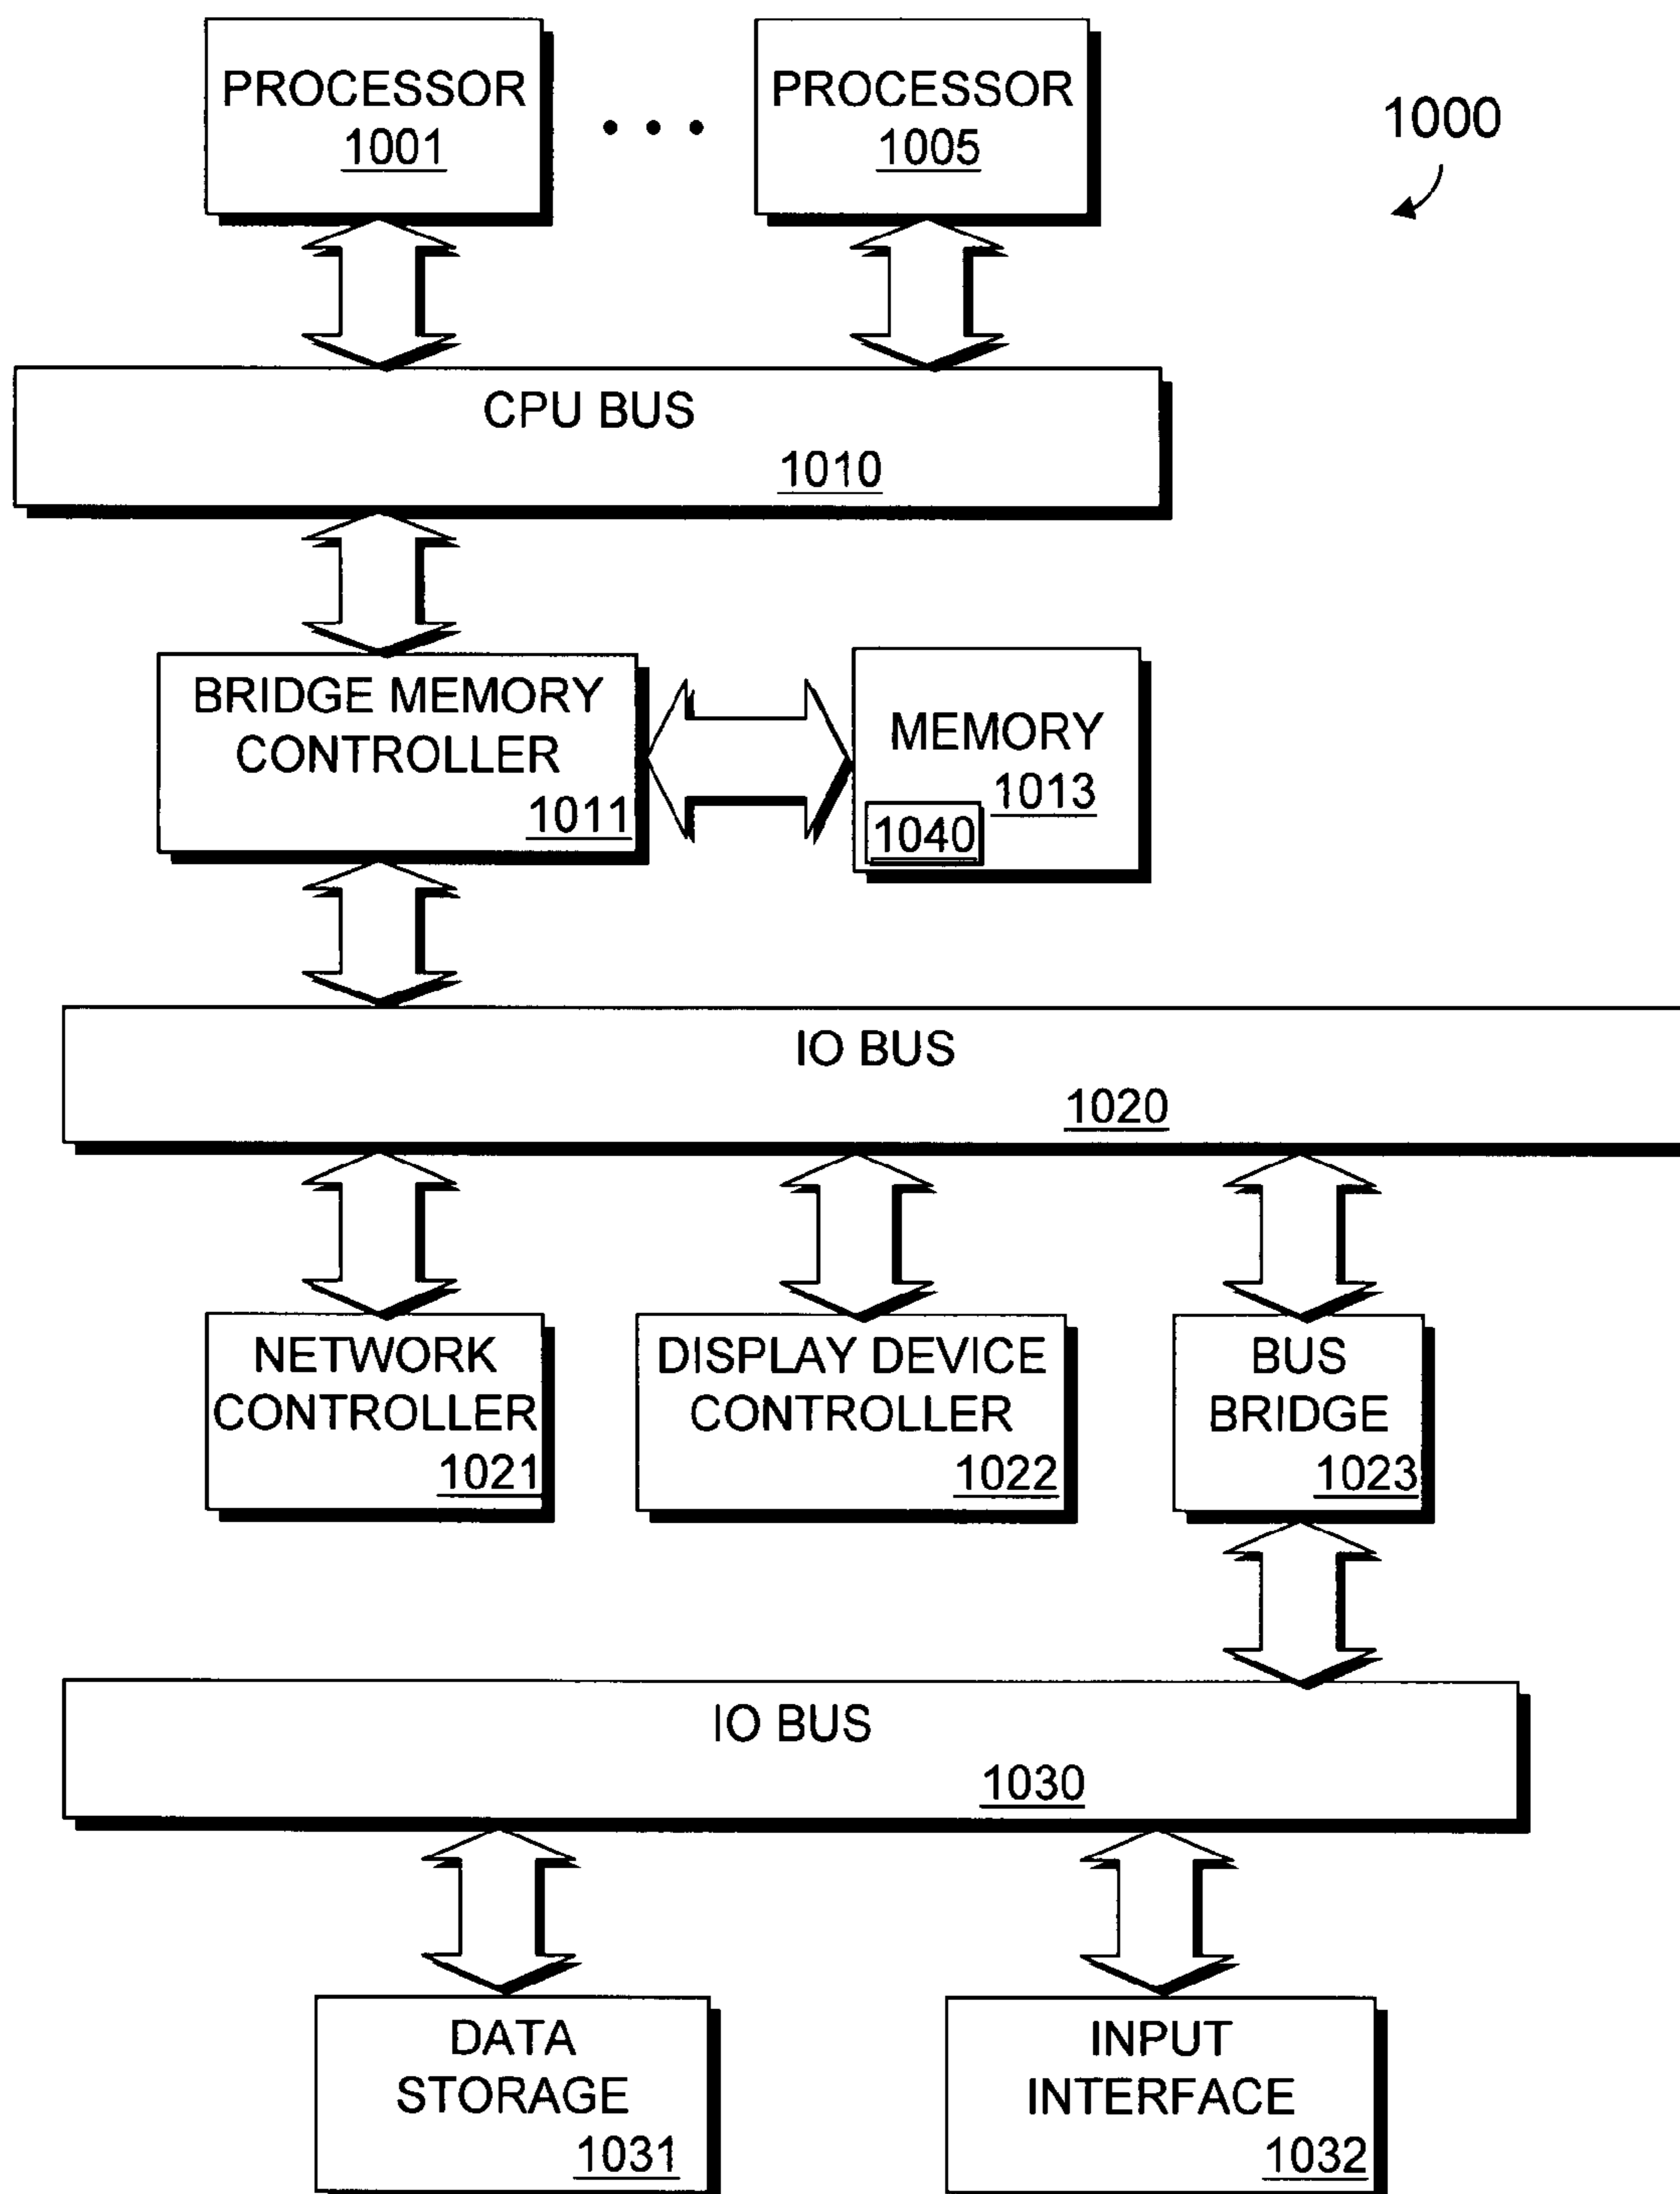 PROCESSOR
1001
• • •
PROCESSOR
1005
1000
CPU BUS
1010
BRIDGE MEMORY
CONTROLLER
1011
MEMORY
1013
1040
IO BUS
1020
NETWORK
CONTROLLER
1021
DISPLAY DEVICE
CONTROLLER
1022
BUS
BRIDGE
1023
IO BUS
1030
DATA
STORAGE
1031
INPUT
INTERFACE
1032